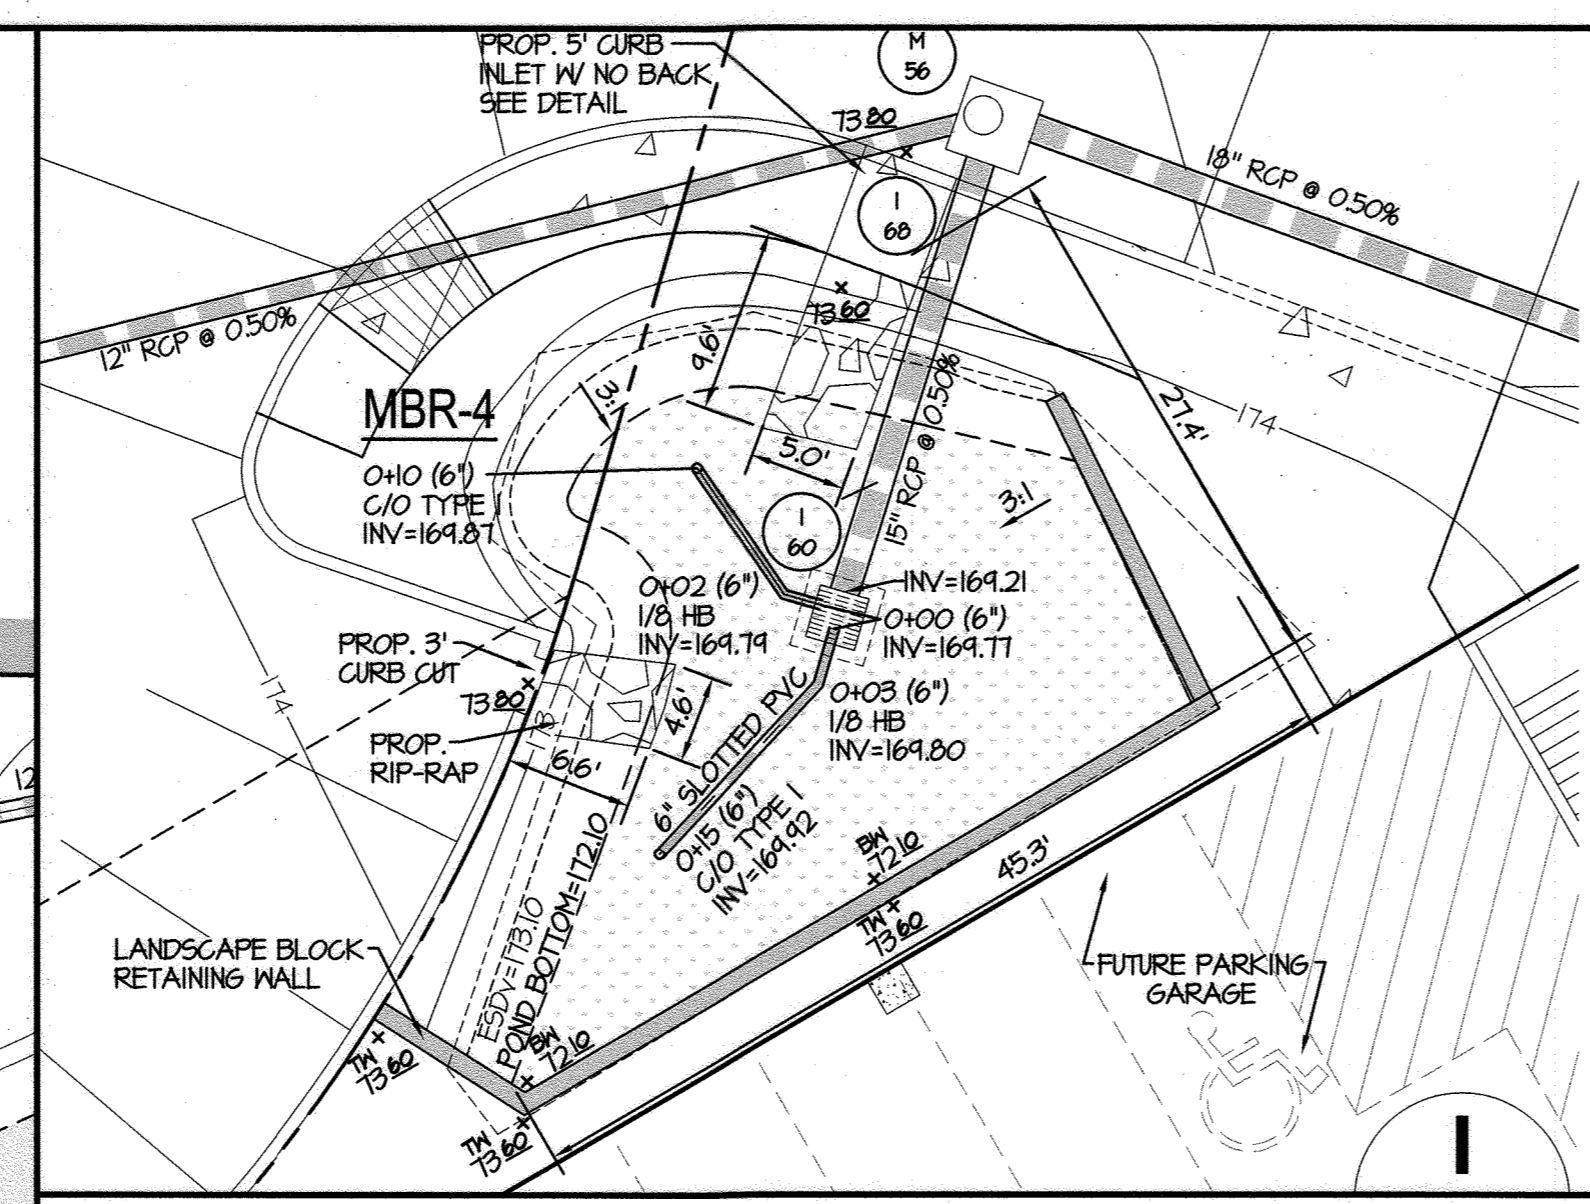 PROP. 5' CURB
INLET W/ NO BACK,
SEE DETAIL
M
56
73 80
18" RCP @ 0.50%
I
68
73 60
12" RCP @ 0.50%
9.6'
3:1
MBR-4
0+10 (6")
C/O TYPE I
INV=169.87
5.0'
15" RCP @ 0.50%
27.4'
174
3:1
I
60
0+02 (6")
1/8 HB
INV=169.79
INV=169.21
0+00 (6")
INV=169.77
PROP. 3'
CURB CUT
73 80
174
PROP.
RIP-RAP
173
4.6'
6.6'
0+03 (6")
1/8 HB
INV=169.80
6" SLOTTED PVC
0+15 (6")
C/O TYPE I
INV=169.92
12
BW
72 10
TW
73 60
45.3'
ESDv=173.10
POND BOTTOM=172.10
LANDSCAPE BLOCK
RETAINING WALL
FUTURE PARKING
GARAGE
TW
73 60
BW
72 10
TW
73 60
I